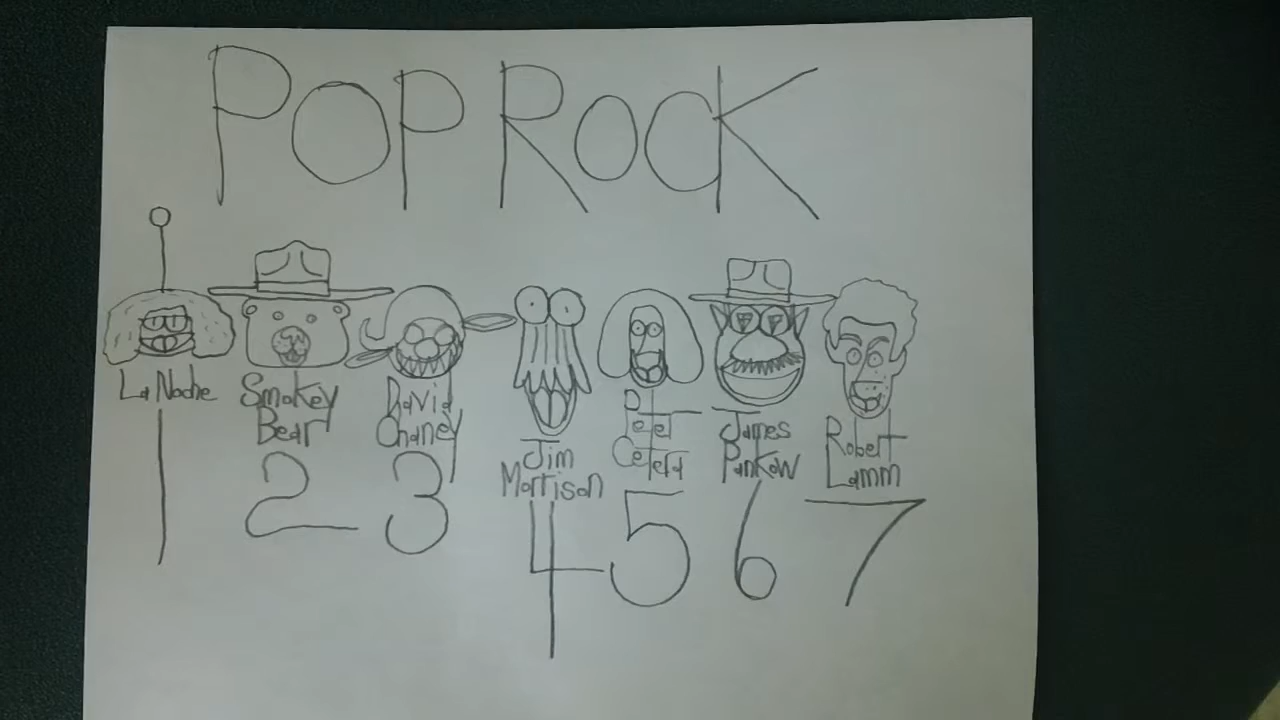 POP ROCK
La Noche
Smokey
Bear
David
Chaney
Jim
Morrison
Peter
Cetera
James
Pankow
Robert
Lamm
1 2 3 4 5 6 7